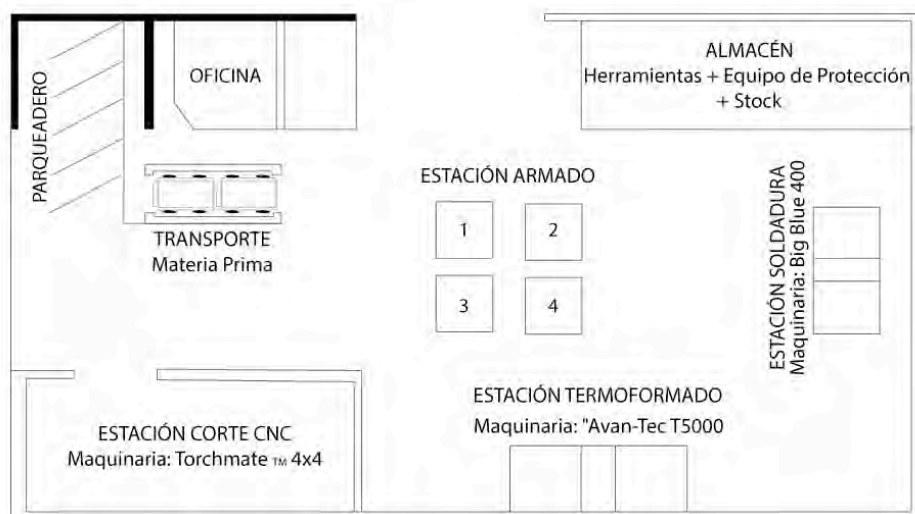 PARQUEADERO
OFICINA
ALMACÉN
Herramientas + Equipo de Protección
+ Stock
TRANSPORTE
Materia Prima
ESTACIÓN ARMADO
1
2
3
4
ESTACIÓN SOLDADURA
Maquinaria: Big Blue 400
ESTACIÓN CORTE CNC
Maquinaria: Torchmate ™ 4x4
ESTACIÓN TERMOFORMADO
Maquinaria: "Avan-Tec T5000